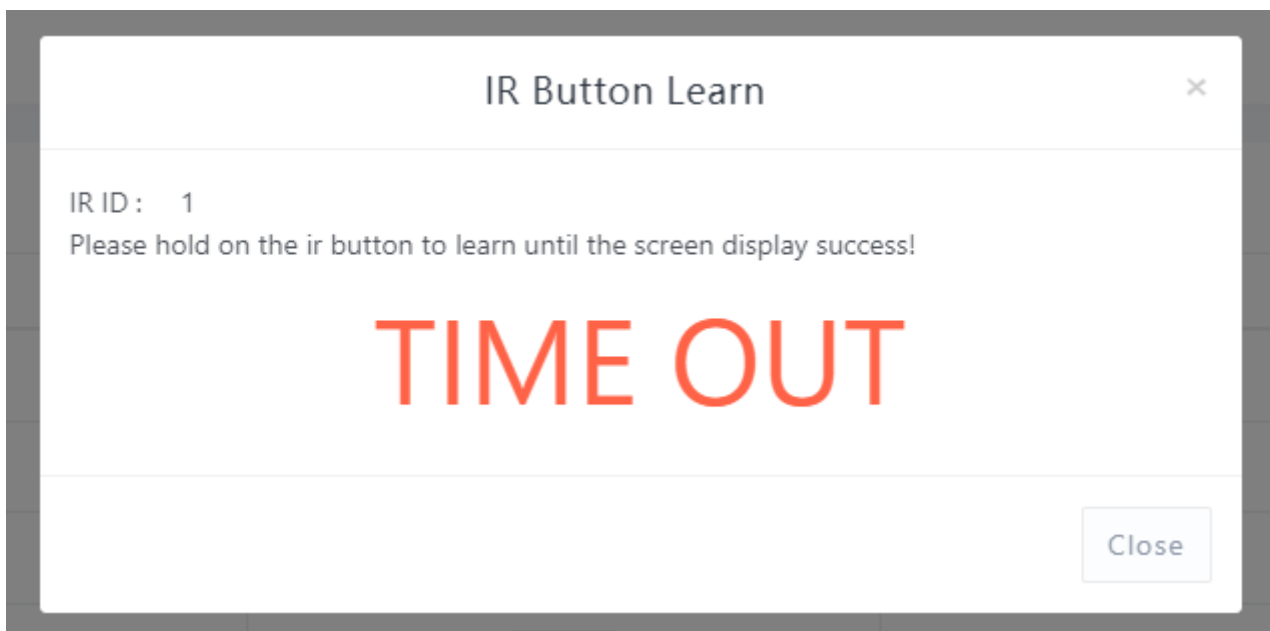 IR Button Learn
×
IR ID :  1
Please hold on the ir button to learn until the screen display success!
TIME OUT
Close